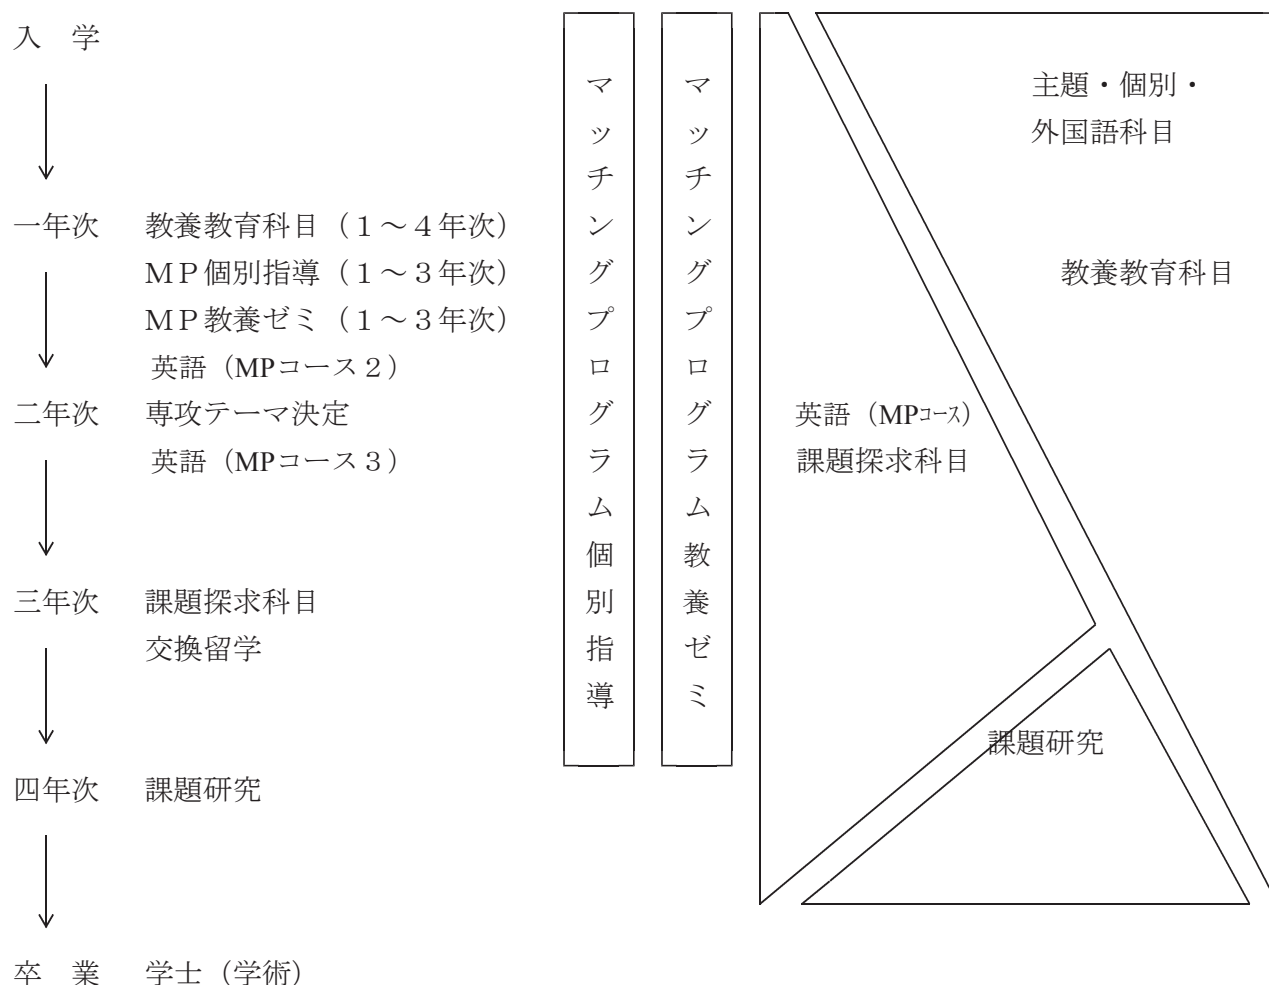 入　学
一年次　教養教育科目（１～４年次）
ＭＰ個別指導（１～３年次）
ＭＰ教養ゼミ（１～３年次）
英語（MPコース２）
二年次　専攻テーマ決定
英語（MPコース３）
三年次　課題探求科目
交換留学
四年次　課題研究
卒　業　学士（学術）
マッチングプログラム個別指導
マッチングプログラム教養ゼミ
英語（MPｺｰｽ）
課題探求科目
主題・個別・
外国語科目
教養教育科目
課題研究